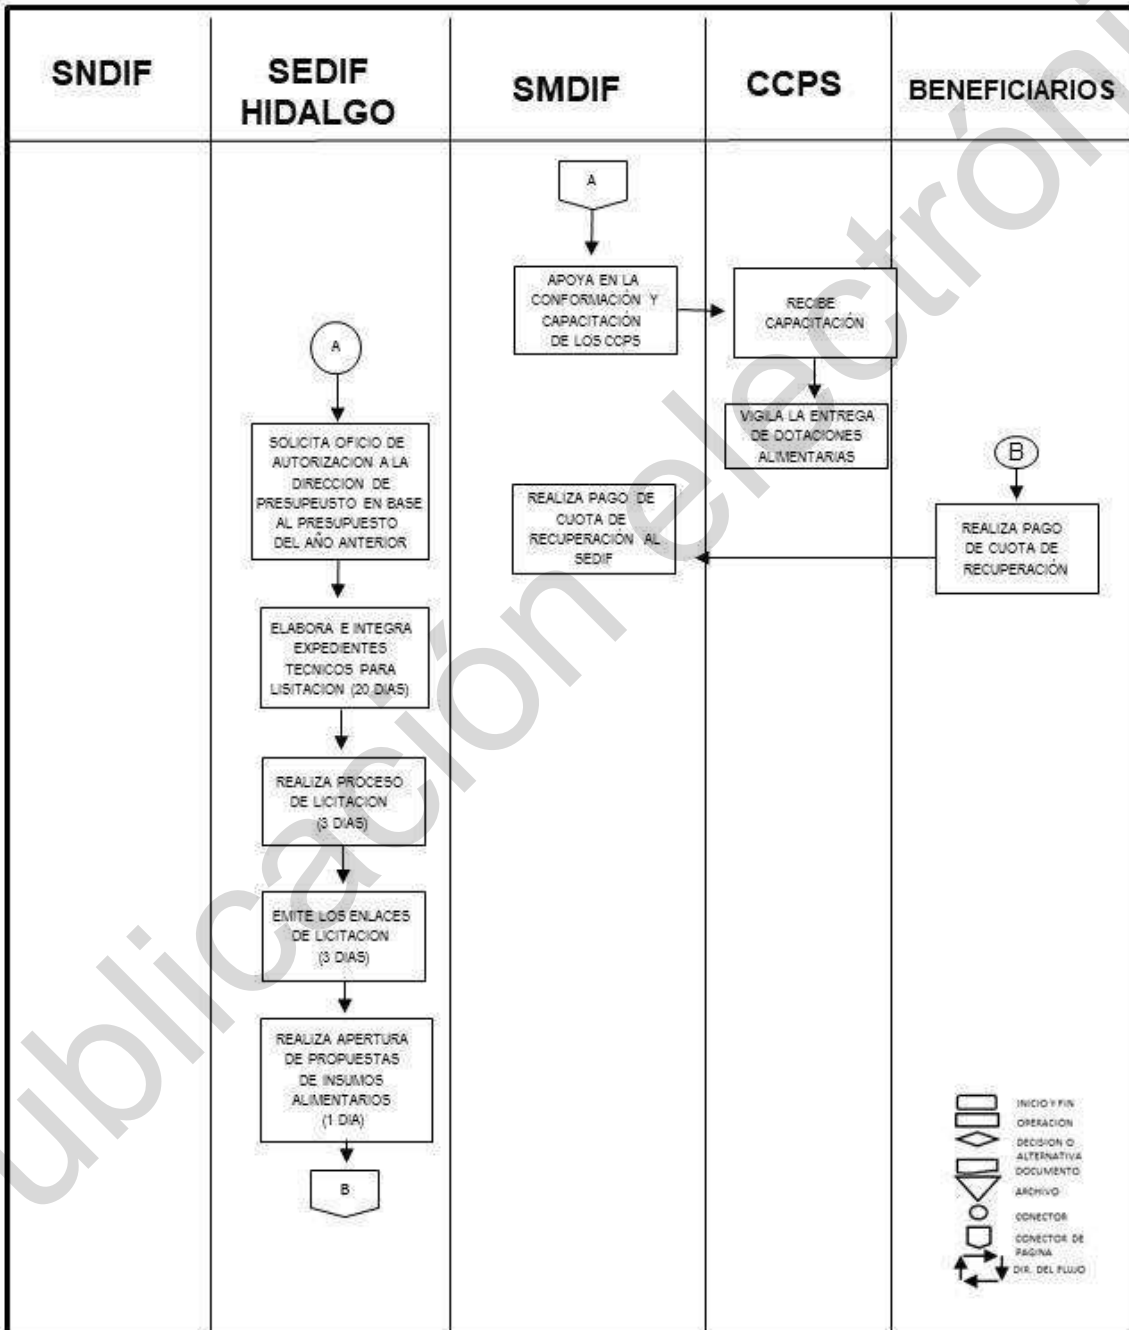 SNDIF
SEDIF
HIDALGO
SMDIF
CCPS
BENEFICIARIOS
A
SOLICITA OFICIO DE
AUTORIZACION A LA
DIRECCION DE
PRESUPEUSTO EN BASE
AL PRESUPUESTO
DEL AÑO ANTERIOR
ELABORA E INTEGRA
EXPEDIENTES
TECNICOS PARA
LISITACION (20 DIAS)
REALIZA PROCESO
DE LICITACION
(3 DIAS)
EMITE LOS ENLACES
DE LICITACION
(3 DIAS)
REALIZA APERTURA
DE PROPUESTAS
DE INSUMOS
ALIMENTARIOS
(1 DIA)
B
A
APOYA EN LA
CONFORMACIÓN Y
CAPACITACIÓN
DE LOS CCPS
REALIZA PAGO DE
CUOTA DE
RECUPERACIÓN AL
SEDIF
RECIBE
CAPACITACIÓN
VIGILA LA ENTREGA
DE DOTACIONES
ALIMENTARIAS
B
REALIZA PAGO
DE CUOTA DE
RECUPERACIÓN
INICIO Y FIN
OPERACIÓN
DECISION O
ALTERNATIVA
DOCUMENTO
ARCHIVO
CONECTOR
CONECTOR DE
PAGINA
DIR. DEL FLUJO
ublicación electróni